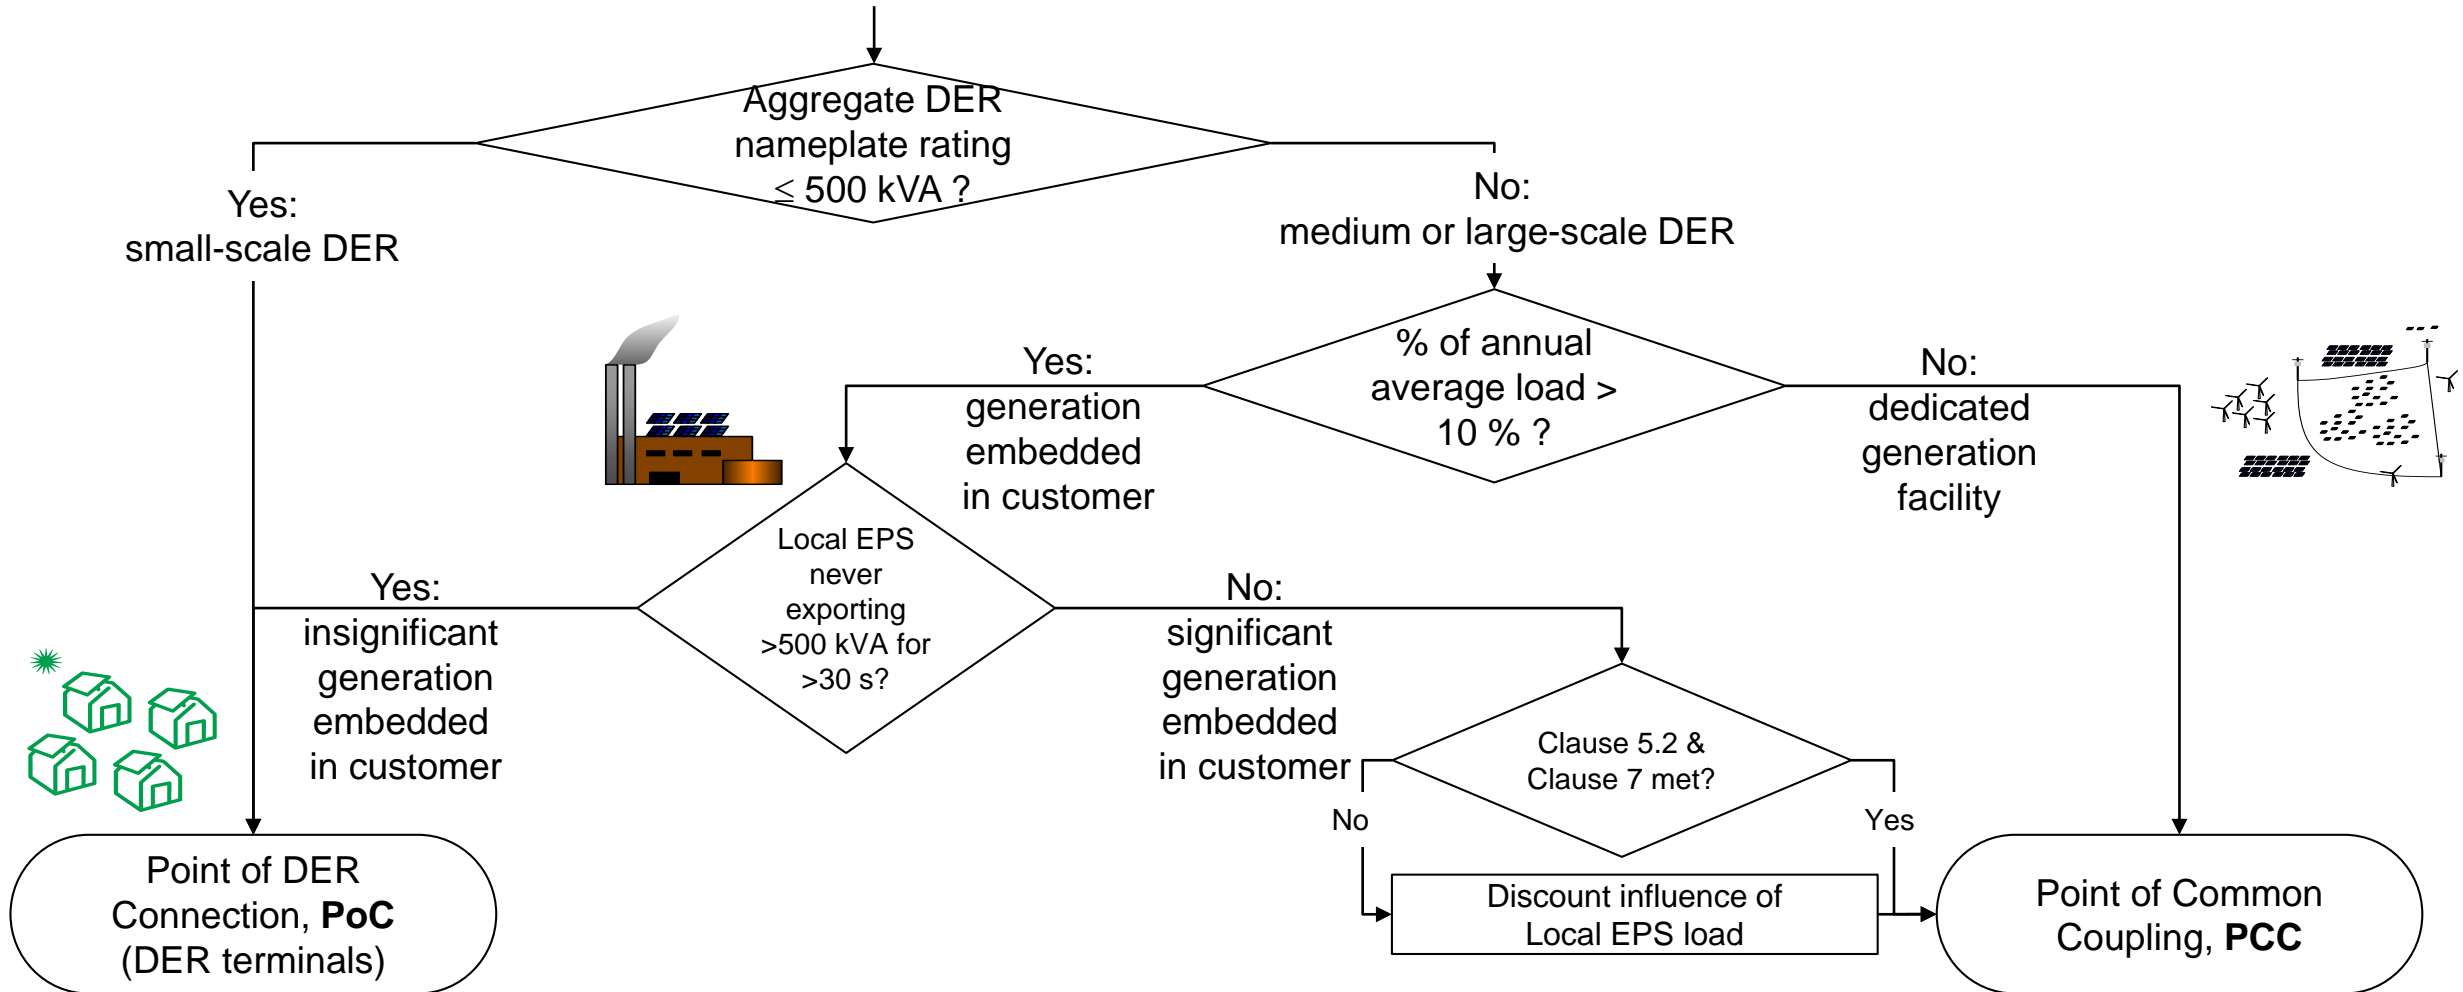 Aggregate DER
nameplate rating
≤ 500 kVA ?
Yes:
small-scale DER
No:
medium or large-scale DER
% of annual
average load >
10 % ?
Yes:
generation
embedded
in customer
No:
dedicated
generation
facility
Local EPS
never
exporting
>500 kVA for
>30 s?
Yes:
insignificant
generation
embedded
in customer
No:
significant
generation
embedded
in customer
Clause 5.2 &
Clause 7 met?
No
Yes
Discount influence of
Local EPS load
Point of DER
Connection, PoC
(DER terminals)
Point of Common
Coupling, PCC